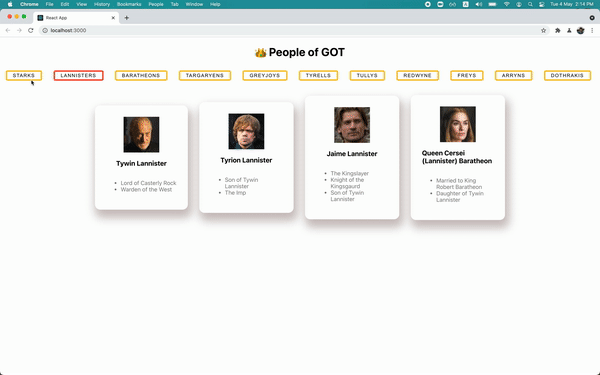 Chrome File Edit View History Bookmarks People Tab Window Help
Tue 4 May 2:14 PM
React App
localhost:3000
People of GOT
STARKS LANNISTERS BARATHEONS TARGARYENS GREYJOYS TYRELLS TULLYS REDWYNE FREYS ARRYNS DOTHRAKIS
Tywin Lannister
Lord of Casterly Rock
Warden of the West
Tyrion Lannister
Son of Tywin
Lannister
The Imp
Jaime Lannister
The Kingslayer
Knight of the
Kingsgaurd
Son of Tywin
Lannister
Queen Cersei
(Lannister) Baratheon
Married to King
Robert Baratheon
Daughter of Tywin
Lannister